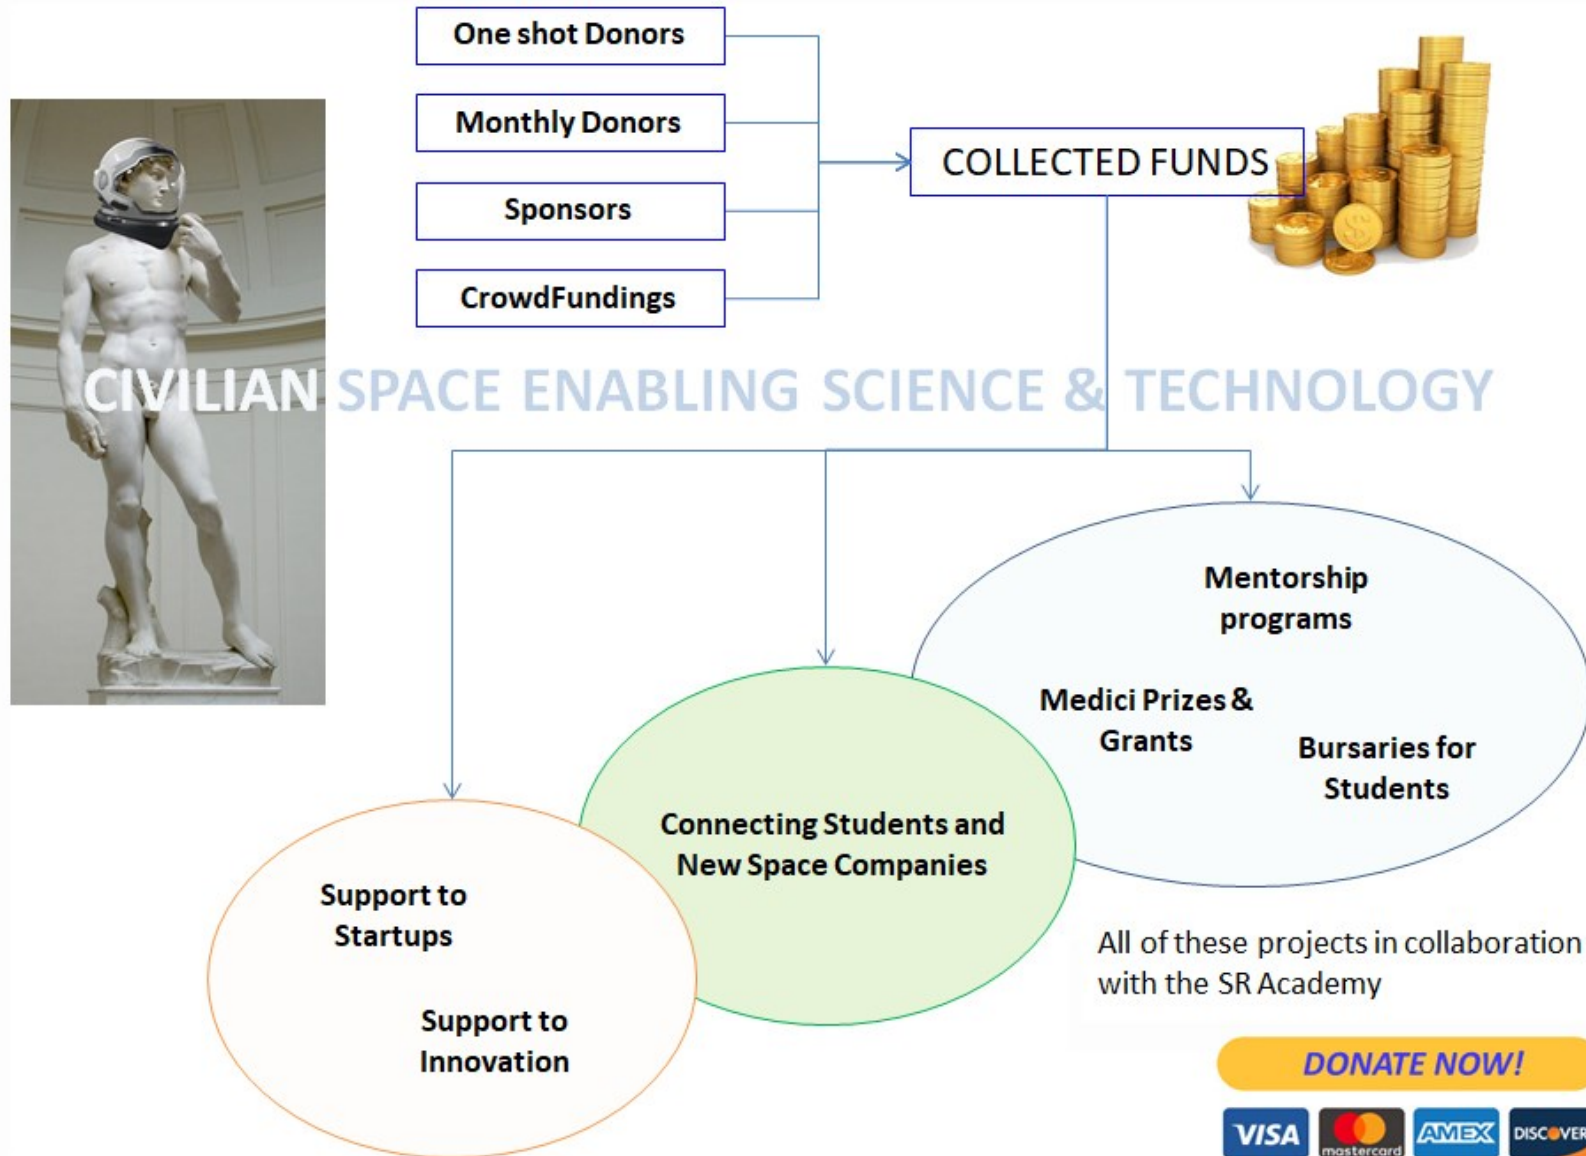 One shot Donors
Monthly Donors
Sponsors
CrowdFundings
COLLECTED FUNDS
CIVILIAN SPACE ENABLING SCIENCE & TECHNOLOGY
Mentorship
programs
Medici Prizes &
Grants
Bursaries for
Students
Connecting Students and
New Space Companies
Support to
Startups
Support to
Innovation
All of these projects in collaboration
with the SR Academy
DONATE NOW!
VISA
mastercard
AMEX
DISCOVER